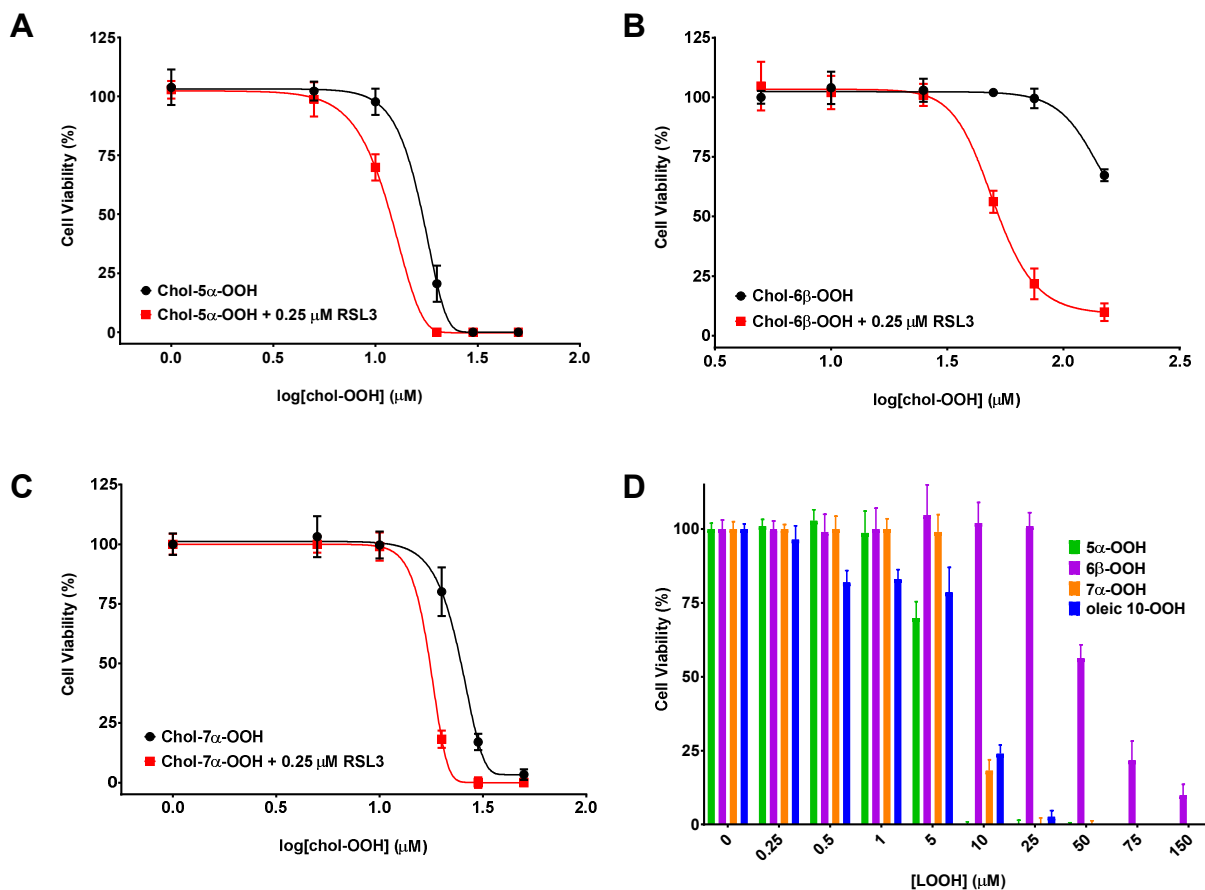 A
125
100
75
50
25
0
Cell Viability (%)
Chol-5α-OOH
Chol-5α-OOH + 0.25 μM RSL3
0.0 0.5 1.0 1.5 2.0
log[chol-OOH] (μM)
B
125
100
75
50
25
0
Cell Viability (%)
Chol-6β-OOH
Chol-6β-OOH + 0.25 μM RSL3
0.5 1.0 1.5 2.0 2.5
log[chol-OOH] (μM)
C
125
100
75
50
25
0
Cell Viability (%)
Chol-7α-OOH
Chol-7α-OOH + 0.25 μM RSL3
0.0 0.5 1.0 1.5 2.0
log[chol-OOH] (μM)
D
100
75
50
25
0
Cell Viability (%)
5α-OOH
6β-OOH
7α-OOH
oleic 10-OOH
0 0.25 0.5 1 5 10 25 50 75 150
[LOOH] (μM)